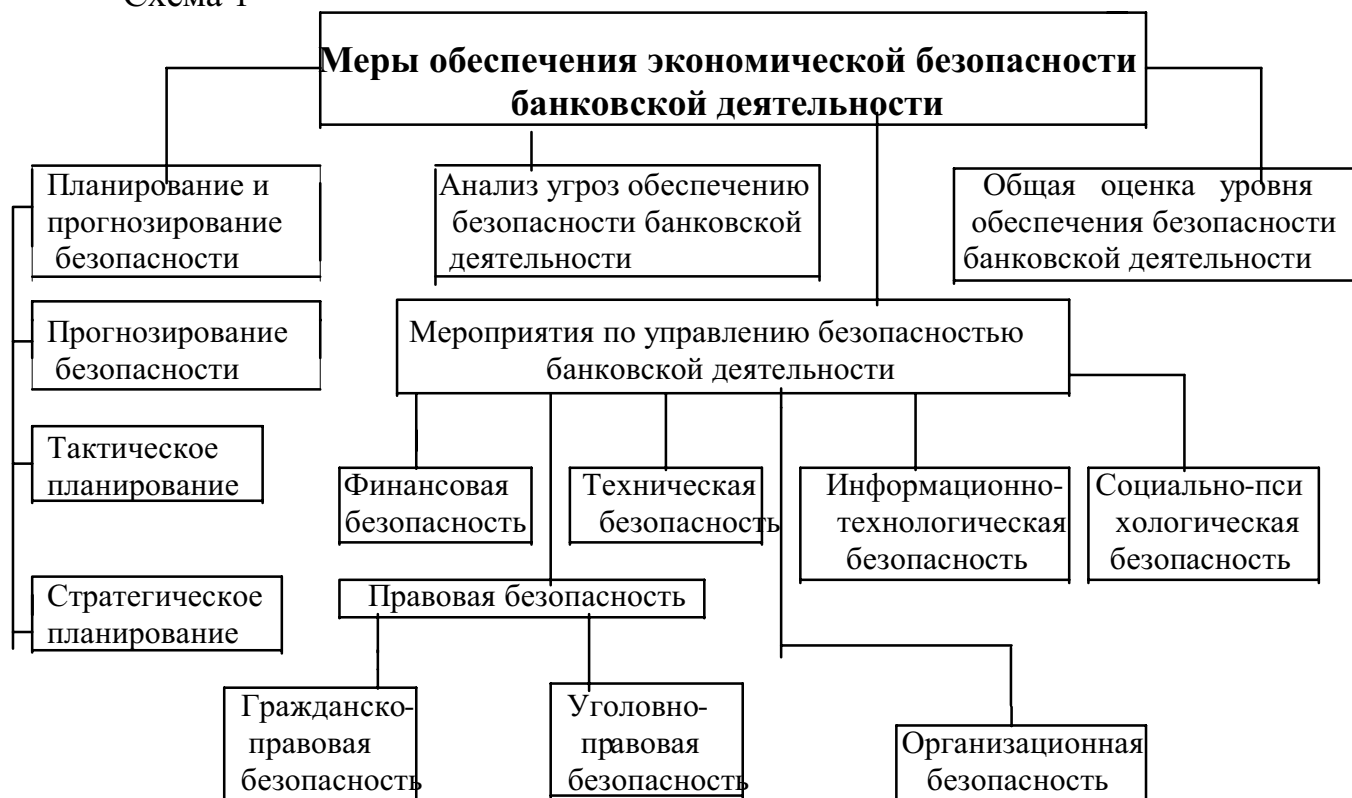 Схема 1
Меры обеспечения экономической безопасности
банковской деятельности
Планирование и
прогнозирование
безопасности
Анализ угроз обеспечению
безопасности банковской
деятельности
Общая оценка уровня
обеспечения безопасности
банковской деятельности
Прогнозирование
безопасности
Мероприятия по управлению безопасностью
банковской деятельности
Тактическое
планирование
Финансовая
безопасность
Техническая
безопасность
Информационно-
технологическая
безопасность
Социально-пси
хологическая
безопасность
Стратегическое
планирование
Правовая безопасность
Гражданско-
правовая
безопасность
Уголовно-
правовая
безопасность
Организационная
безопасность